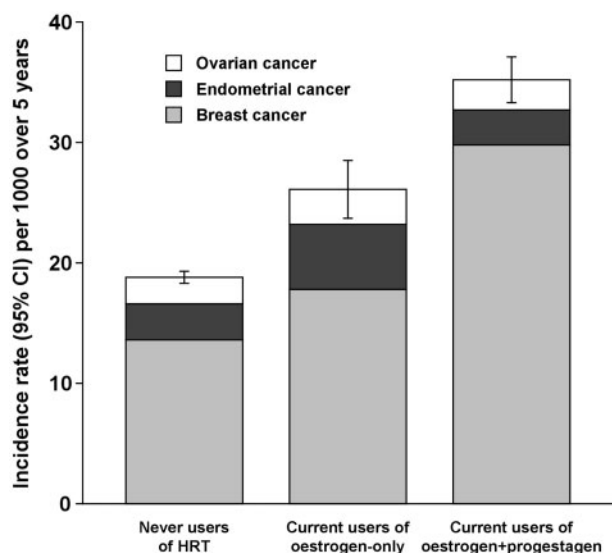 Incidence rate (95% CI) per 1000 over 5 years
40
30
20
10
0
Ovarian cancer
Endometrial cancer
Breast cancer
Never users
of HRT
Current users of
oestrogen-only
Current users of
oestrogen+progestagen